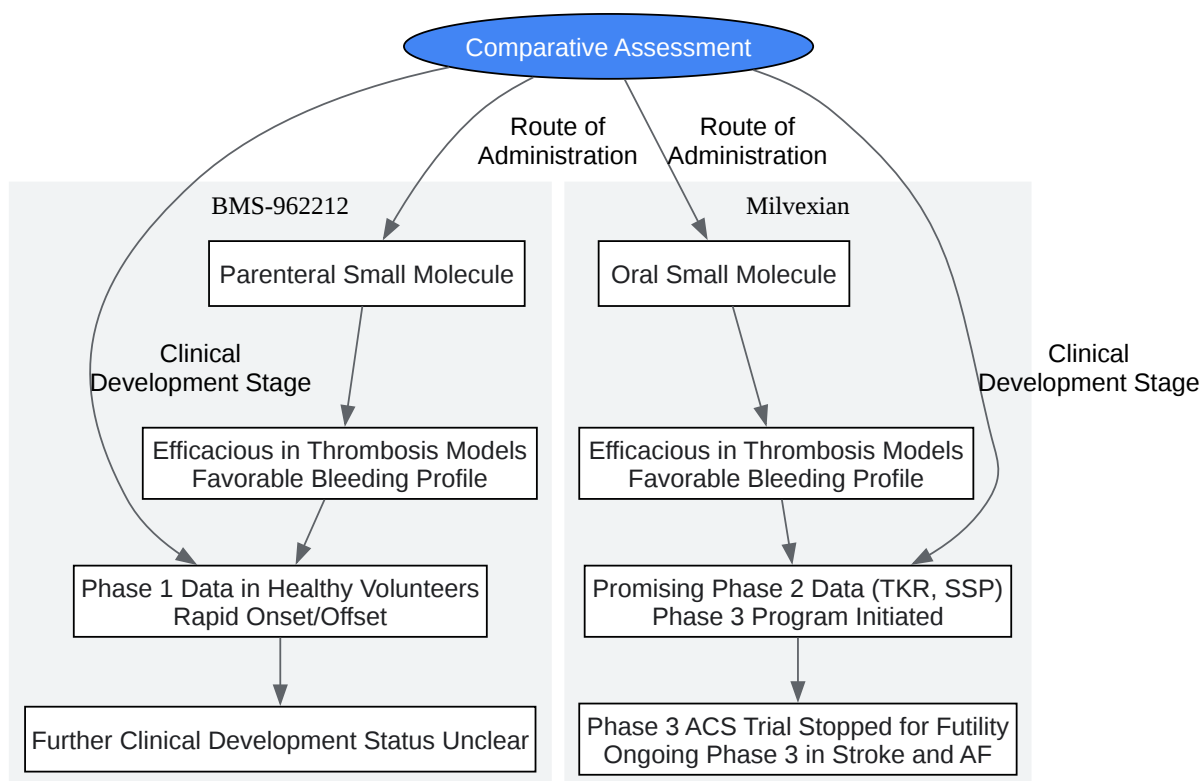 Comparative Assessment
Route of
Administration
Route of
Administration
BMS-962212
Milvexian
Parenteral Small Molecule
Oral Small Molecule
Clinical
Development Stage
Clinical
Development Stage
Efficacious in Thrombosis Models
Favorable Bleeding Profile
Efficacious in Thrombosis Models
Favorable Bleeding Profile
Phase 1 Data in Healthy Volunteers
Rapid Onset/Offset
Promising Phase 2 Data (TKR, SSP)
Phase 3 Program Initiated
Further Clinical Development Status Unclear
Phase 3 ACS Trial Stopped for Futility
Ongoing Phase 3 in Stroke and AF